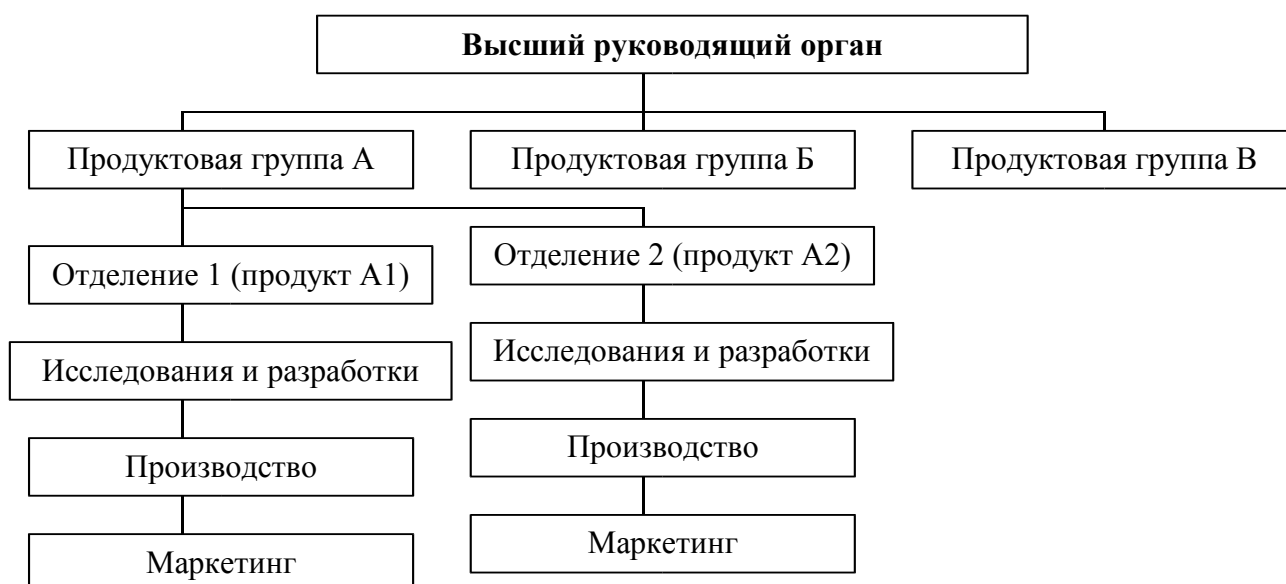 Высший руководящий орган
Продуктовая группа А
Продуктовая группа Б
Продуктовая группа В
Отделение 1 (продукт А1)
Отделение 2 (продукт А2)
Исследования и разработки
Исследования и разработки
Производство
Производство
Маркетинг
Маркетинг